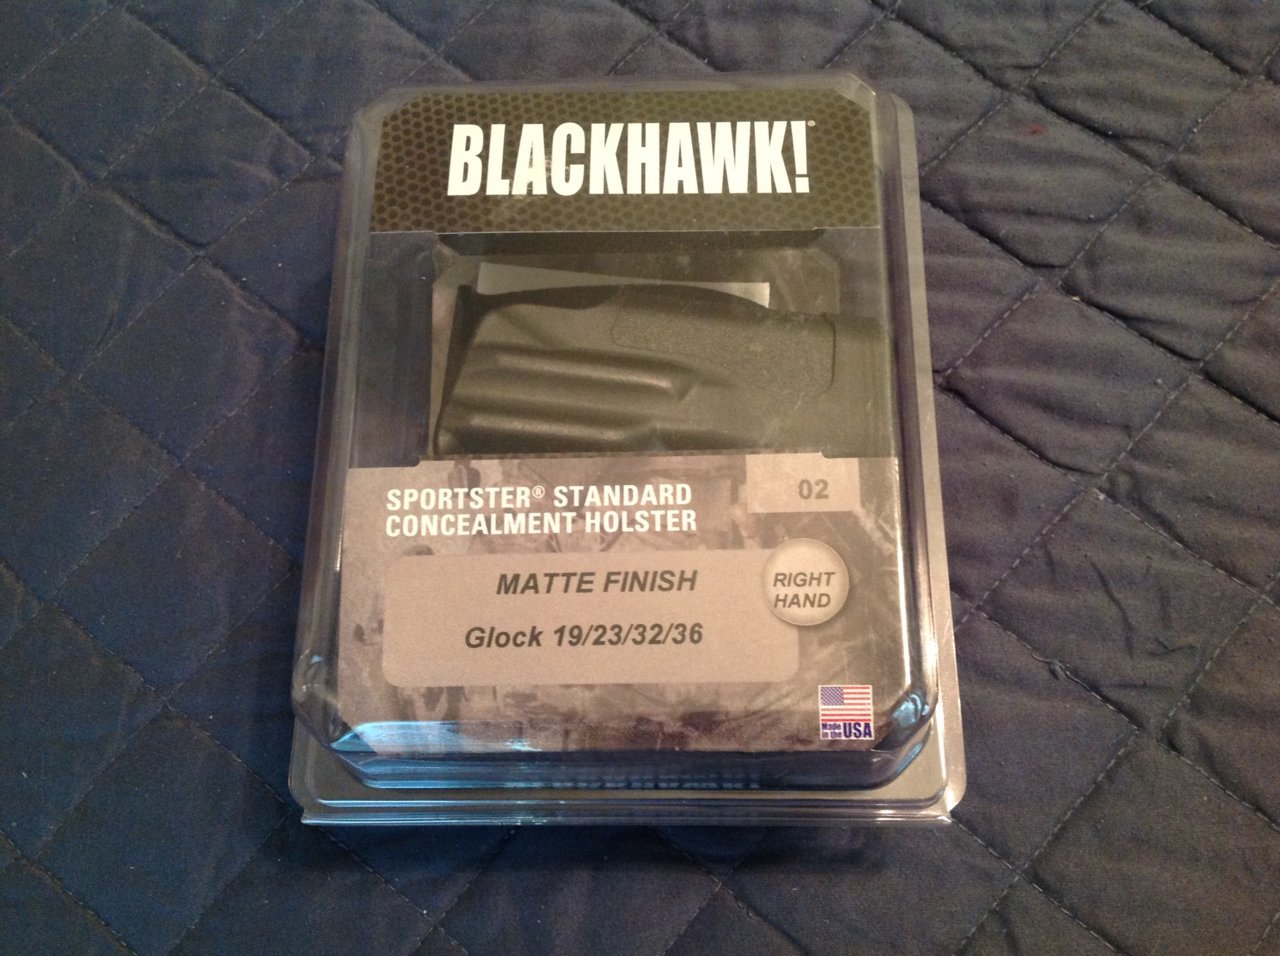 BLACKHAWK!®
SPORTSTER® STANDARD
CONCEALMENT HOLSTER
02
MATTE FINISH
RIGHT
HAND
Glock 19/23/32/36
Made
in the USA